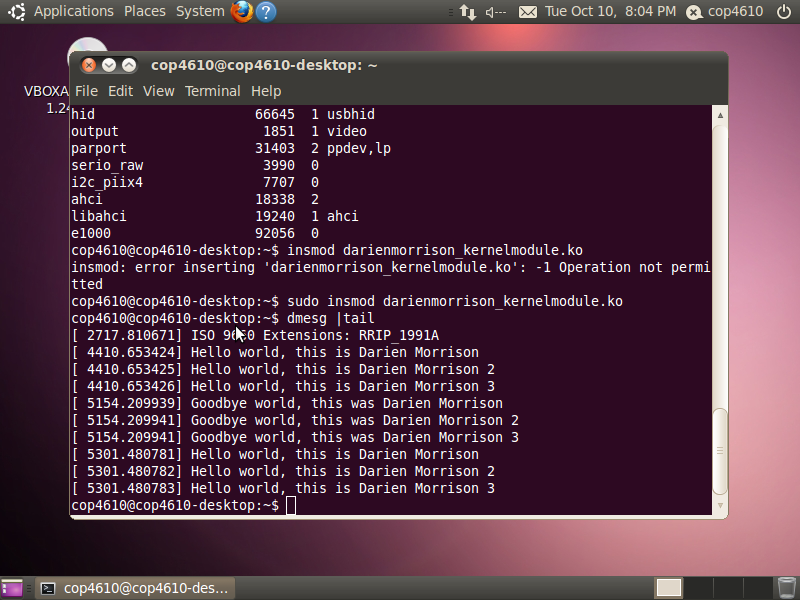 Applications Places System Tue Oct 10, 8:04 PM cop4610
cop4610@cop4610-desktop: ~
File Edit View Terminal Help
VBOXA
1.24
hid 66645 1 usbhid
output 1851 1 video
parport 31403 2 ppdev,lp
serio_raw 3990 0
i2c_piix4 7707 0
ahci 18338 2
libahci 19240 1 ahci
e1000 92056 0
cop4610@cop4610-desktop:~$ insmod darienmorrison_kernelmodule.ko
insmod: error inserting 'darienmorrison_kernelmodule.ko': -1 Operation not permi
tted
cop4610@cop4610-desktop:~$ sudo insmod darienmorrison_kernelmodule.ko
cop4610@cop4610-desktop:~$ dmesg |tail
[ 2717.810671] ISO 9660 Extensions: RRIP_1991A
[ 4410.653424] Hello world, this is Darien Morrison
[ 4410.653425] Hello world, this is Darien Morrison 2
[ 4410.653426] Hello world, this is Darien Morrison 3
[ 5154.209939] Goodbye world, this was Darien Morrison
[ 5154.209941] Goodbye world, this was Darien Morrison 2
[ 5154.209941] Goodbye world, this was Darien Morrison 3
[ 5301.480781] Hello world, this is Darien Morrison
[ 5301.480782] Hello world, this is Darien Morrison 2
[ 5301.480783] Hello world, this is Darien Morrison 3
cop4610@cop4610-desktop:~$
cop4610@cop4610-des...